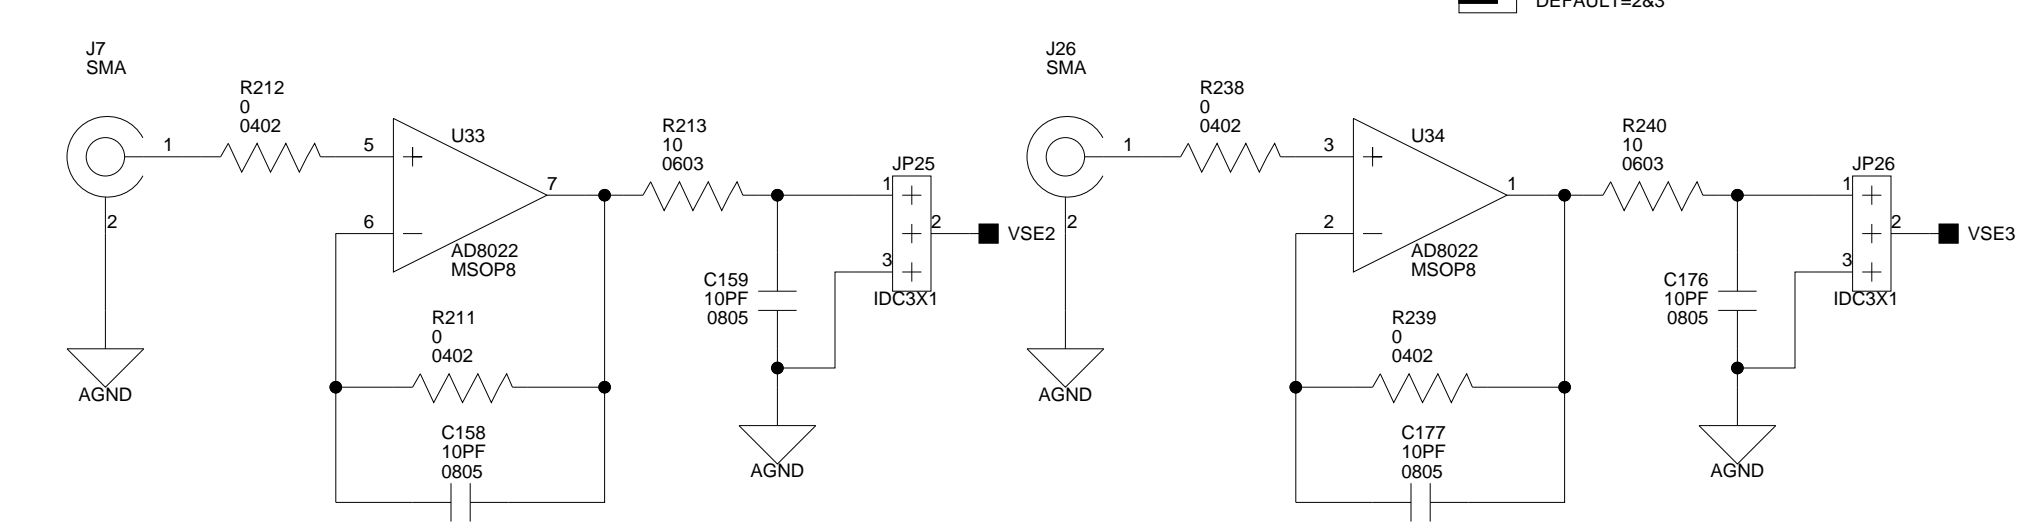 DEFAULT=2&3
J7
SMA
R212
0
0402
1
2
AGND
5
6
U33
7
AD8022
MSOP8
R211
0
0402
C158
10PF
0805
R213
10
0603
C159
10PF
0805
AGND
JP25
1
2
3
IDC3X1
VSE2
J26
SMA
R238
0
0402
1
2
AGND
3
2
U34
1
AD8022
MSOP8
R239
0
0402
C177
10PF
0805
R240
10
0603
C176
10PF
0805
AGND
JP26
1
2
3
IDC3X1
VSE3